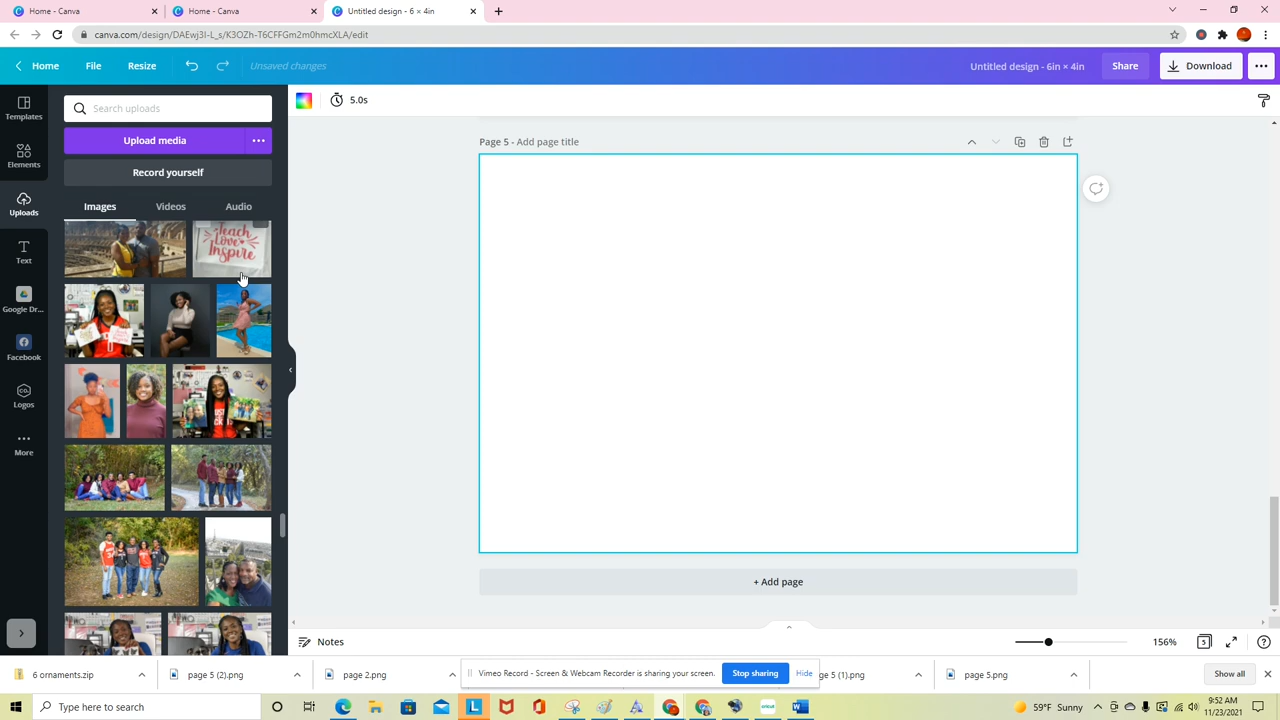 Home - Canva
Home - Canva
Untitled design - 6 × 4in
canva.com/design/DAEwj3I-L_s/K3OZh-T6CFFGm2m0hmcXLA/edit
Home
File
Resize
Unsaved changes
Untitled design - 6in × 4in
Share
Download
Templates
Elements
Uploads
Text
Google Dr...
Facebook
Logos
More
Search uploads
Upload media
Record yourself
Images
Videos
Audio
Teach
Love
Inspire
5.0s
Page 5 - Add page title
+ Add page
Notes
156%
5
6 ornaments.zip
page 5 (2).png
page 2.png
Vimeo Record - Screen & Webcam Recorder is sharing your screen.
Stop sharing
Hide
ge 5 (1).png
page 5.png
Show all
Type here to search
59°F Sunny
9:52 AM
11/23/2021